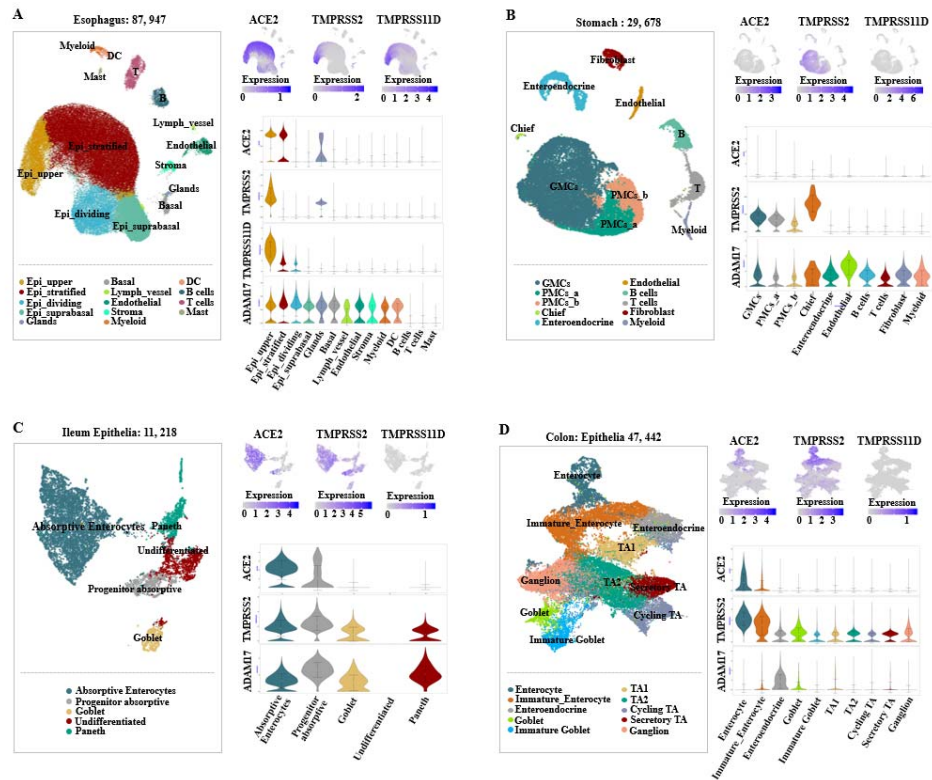 A
Esophagus: 87, 947
Myeloid
DC
Mast
T
B
Lymph_vessel
Endothelial
Stroma
Glands
Basal
Epi_stratified
Epi_upper
Epi_dividing
Epi_suprabasal
Epi_upper
Epi_stratified
Epi_dividing
Epi_suprabasal
Glands
Basal
Lymph_vessel
Endothelial
Stroma
Myeloid
DC
B cells
T cells
Mast
ACE2 TMPRSS2 TMPRSS11D
Expression Expression Expression
0 1 0 2 0 1 2 3 4
ACE2
TMPRSS2
TMPRSS11D
ADAM17
Epi_upper
Epi_stratified
Epi_dividing
Epi_suprabasal
Glands
Basal
Lymph_vessel
Endothelial
Stroma
Myeloid
DC
B cells
T cells
Mast
B
Stomach : 29, 678
Fibroblast
Enteroendocrine
Endothelial
Chief
B
GMCs
PMCs_b
T
PMCs_a
Myeloid
GMCs
PMCs_a
PMCs_b
Chief
Enteroendocrine
Endothelial
B cells
T cells
Fibroblast
Myeloid
ACE2 TMPRSS2 TMPRSS11D
Expression Expression Expression
0 1 2 3 4 0 1 2 3 4 5 0 2 4 6
ACE2
TMPRSS2
ADAM17
GMCs
PMCs_a
PMCs_b
Chief
Enteroendocrine
Endothelial
B cells
T cells
Fibroblast
Myeloid
C
Ileum Epithelia: 11, 218
Absorptive Enterocytes
Paneth
Undifferentiated
Progenitor absorptive
Goblet
Absorptive Enterocytes
Progenitor absorptive
Goblet
Undifferentiated
Paneth
ACE2 TMPRSS2 TMPRSS11D
Expression Expression Expression
0 1 2 3 4 0 1 2 3 4 5 0 1
ACE2
TMPRSS2
ADAM17
Absorptive
Enterocytes
Progenitor
absorptive
Goblet
Undifferentiated
Paneth
D
Colon: Epithelia 47, 442
Enterocyte
Immature_Enterocyte
Enteroendocrine
TA1
Ganglion
TA2
Secretory TA
Goblet
Cycling TA
Immature Goblet
Enterocyte
Immature_Enterocyte
Enteroendocrine
Goblet
Immature Goblet
TA1
TA2
Cycling TA
Secretory TA
Ganglion
ACE2 TMPRSS2 TMPRSS11D
Expression Expression Expression
0 1 2 3 4 0 1 2 3 0 1
ACE2
TMPRSS2
ADAM17
Enterocyte
Immature_Enterocyte
Enteroendocrine
Goblet
Immature Goblet
TA1
TA2
Cycling TA
Secretory TA
Ganglion